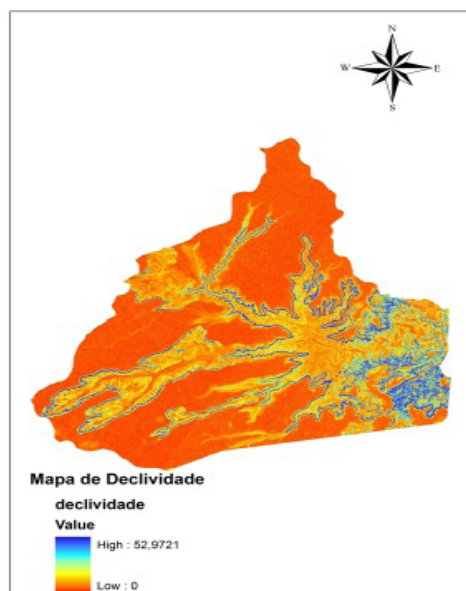 N
W E
S
Mapa de Declividade
declividade
Value
High : 52,9721
Low : 0